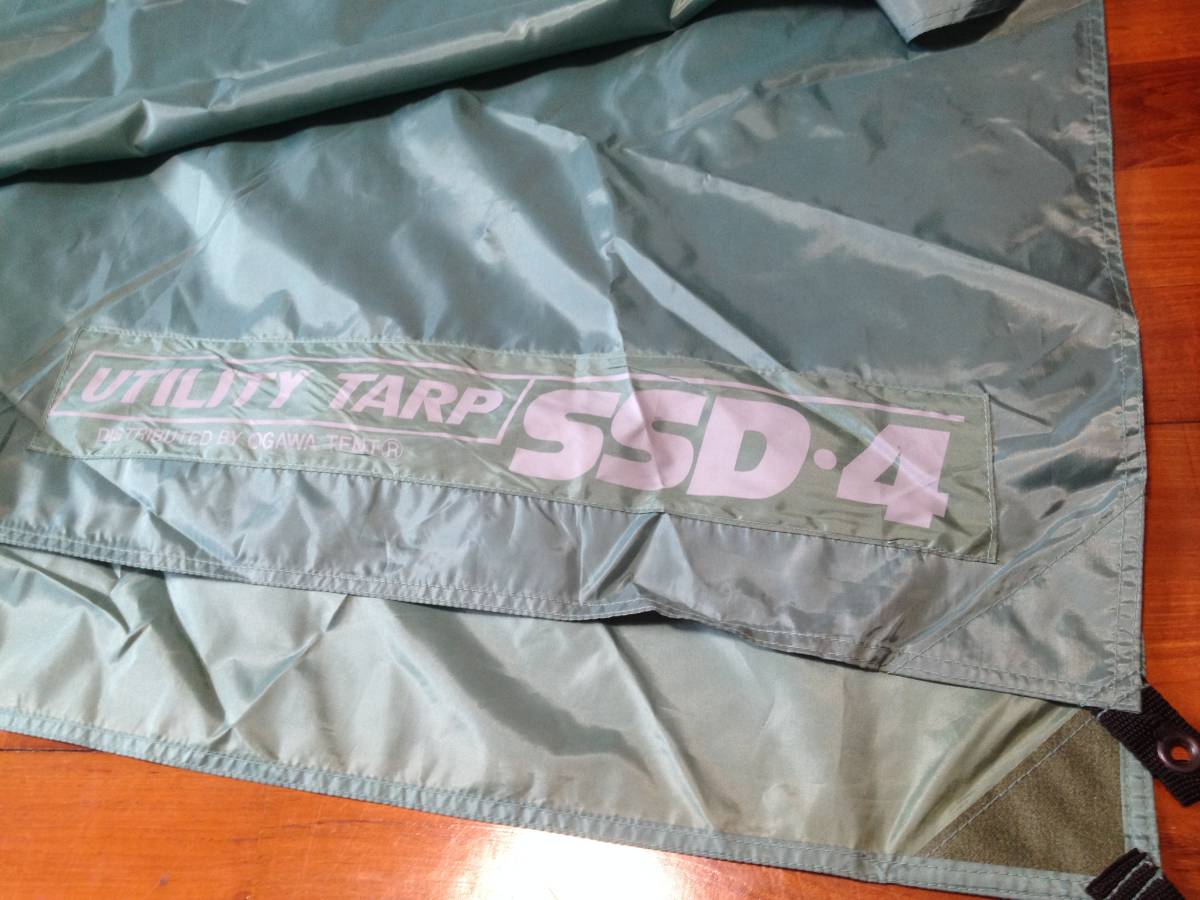 UTILITY TARP SSD·4
DISTRIBUTED BY OGAWA TENT®